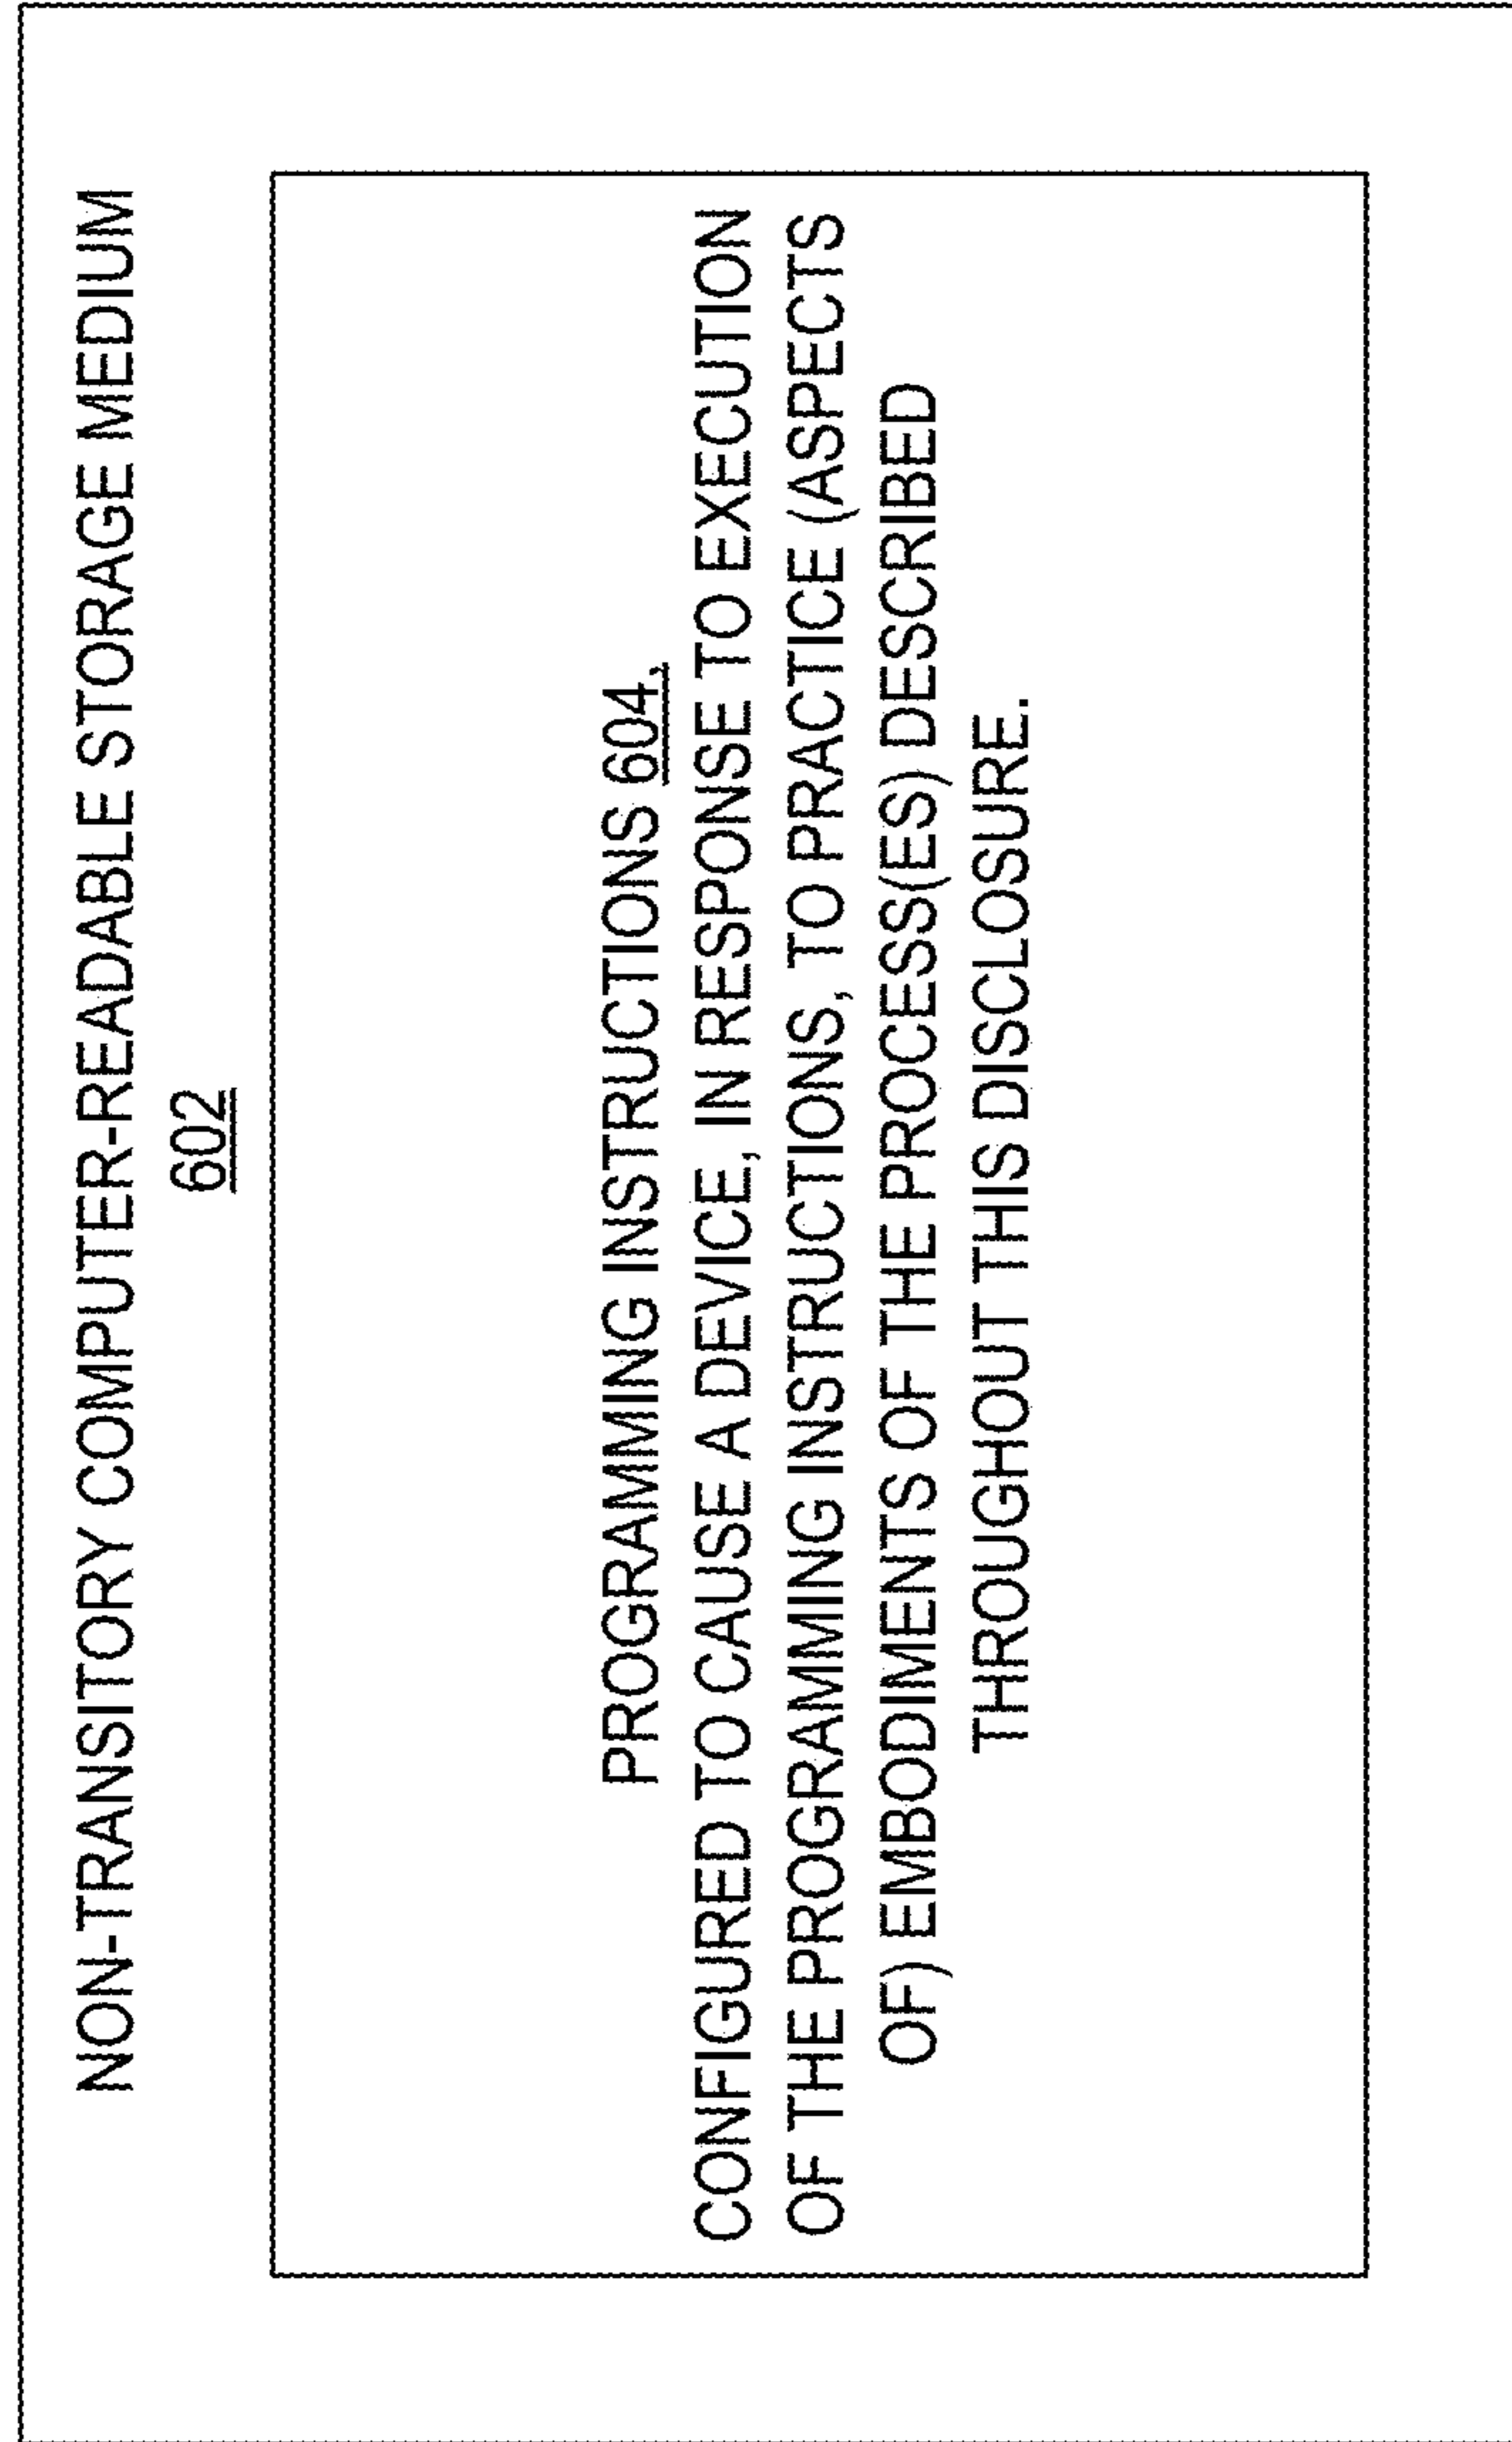 NON-TRANSITORY COMPUTER-READABLE STORAGE MEDIUM
602
PROGRAMMING INSTRUCTIONS 604,
CONFIGURED TO CAUSE A DEVICE, IN RESPONSE TO EXECUTION
OF THE PROGRAMMING INSTRUCTIONS, TO PRACTICE (ASPECTS
OF) EMBODIMENTS OF THE PROCESS(ES) DESCRIBED
THROUGHOUT THIS DISCLOSURE.